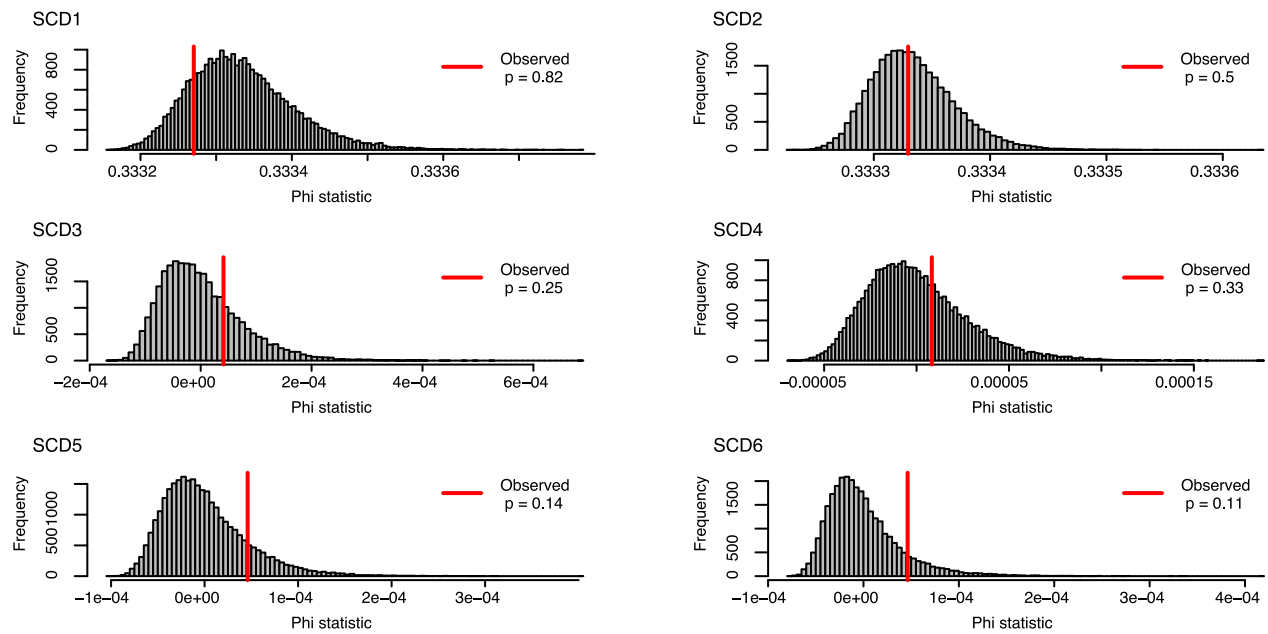 SCD1
Frequency
0 400 800
Observed
p = 0.82
0.3332 0.3334 0.3336
Phi statistic
SCD2
Frequency
0 500 1500
Observed
p = 0.5
0.3333 0.3334 0.3335 0.3336
Phi statistic
SCD3
Frequency
0 500 1500
Observed
p = 0.25
−2e−04 0e+00 2e−04 4e−04 6e−04
Phi statistic
SCD4
Frequency
0 400 800
Observed
p = 0.33
−0.00005 0.00005 0.00015
Phi statistic
SCD5
Frequency
0 500 1000
Observed
p = 0.14
−1e−04 0e+00 1e−04 2e−04 3e−04
Phi statistic
SCD6
Frequency
0 500 1500
Observed
p = 0.11
−1e−04 0e+00 1e−04 2e−04 3e−04 4e−04
Phi statistic